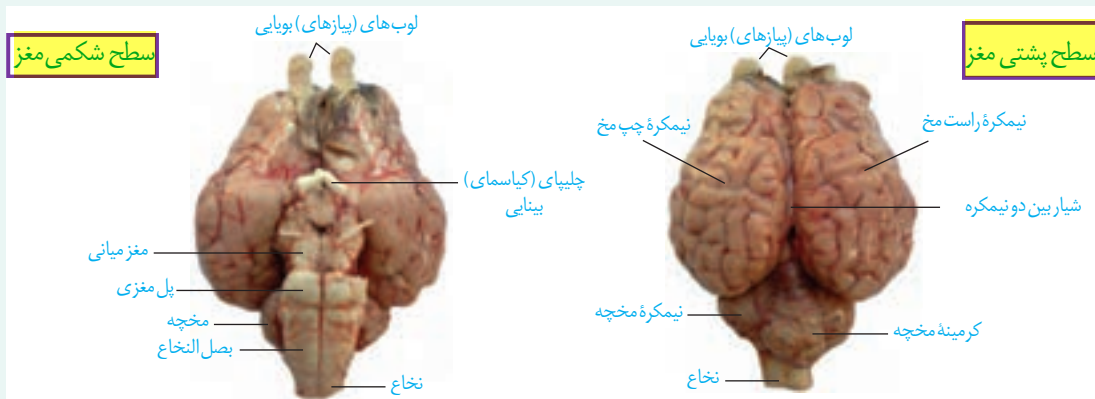 سطح پشتی مغز
لوب‌های (پیازهای) بویایی
نیمکرهٔ چپ مخ
نیمکرهٔ راست مخ
شیار بین دو نیمکره
نیمکرهٔ مخچه
کرمینهٔ مخچه
نخاع
سطح شکمی مغز
لوب‌های (پیازهای) بویایی
چلیپای (کیاسمای)
بینایی
مغز میانی
پل مغزی
مخچه
بصل النخاع
نخاع